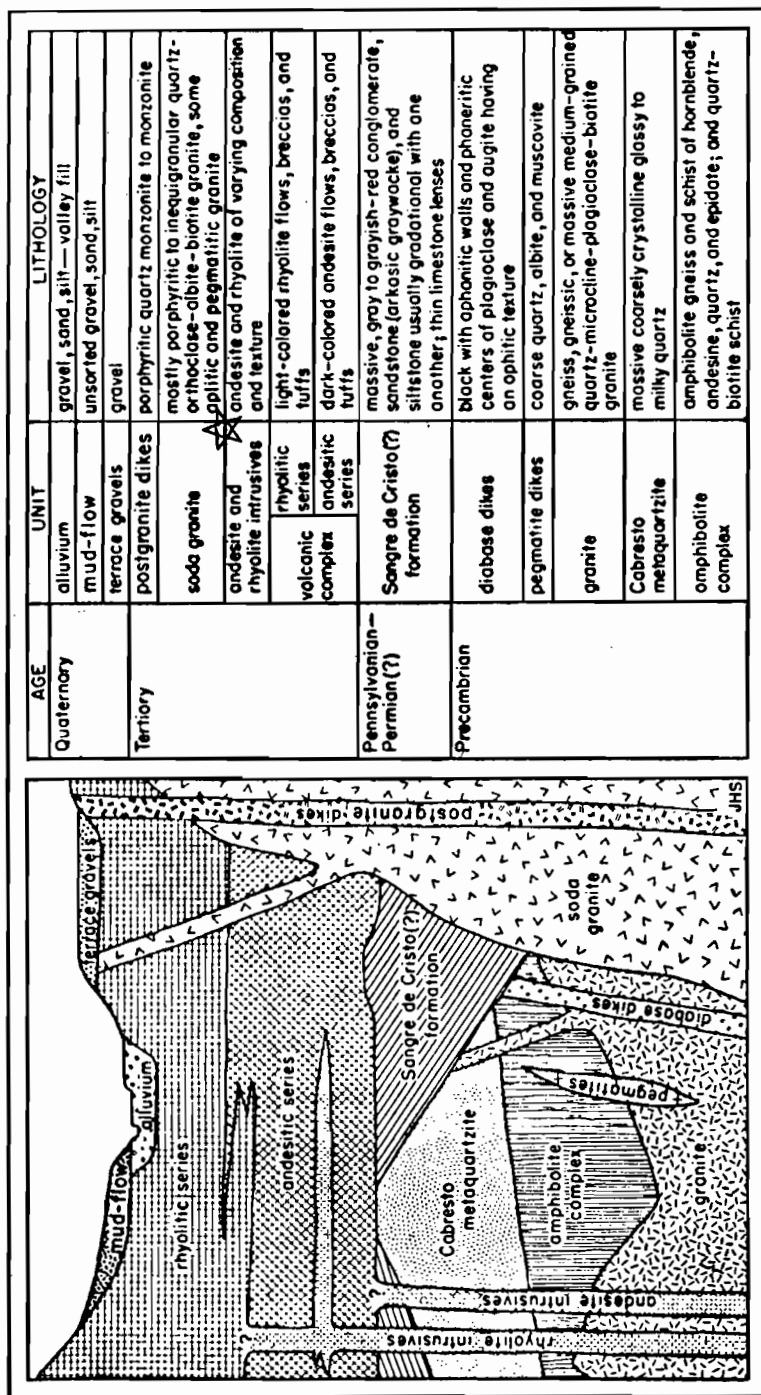 AGE
UNIT
LITHOLOGY
Quaternary
alluvium
gravel, sand, silt—valley fill
mud-flow
unsorted gravel, sand, silt
terrace gravels
gravel
Tertiary
postgranite dikes
porphyritic quartz monzonite to monzonite
soda granite
mostly porphyritic to inequigranular quartz-
orthoclase-albite-biotite granite, some
aplitic and pegmatitic granite
andesite and
rhyolite intrusives
andesite and rhyolite of varying composition
and texture
volcanic
complex
rhyolitic
series
light-colored rhyolite flows, breccias, and
tuffs
andesitic
series
dark-colored andesite flows, breccias, and
tuffs
Pennsylvanian—
Permian(?)
Sangre de Cristo(?)
formation
massive, gray to grayish-red conglomerate,
sandstone (arkosic graywacke), and
siltstone usually gradational with one
another; thin limestone lenses
Precambrian
diabase dikes
black with aphanitic walls and phaneritic
centers of plagioclase and augite having
an ophitic texture
pegmatite dikes
coarse quartz, albite, and muscovite
granite
gneiss, gneissic, or massive medium-grained
quartz-microcline-plagioclase-biotite
granite
Cabresto
metaquartzite
massive coarsely crystalline glassy to
milky quartz
amphibolite
complex
amphibolite gneiss and schist of hornblende,
andesine, quartz, and epidate; and quartz-
biotite schist
mud-flow
alluvium
terrace gravels
rhyolitic series
andesitic series
Sangre de Cristo(?)
formation
Cabresto
metaquartzite
amphibolite
complex
pegmatites
granite
soda
granite
postgranite dikes
diabase dikes
andesite intrusives
rhyolite intrusives
?
?
JHS